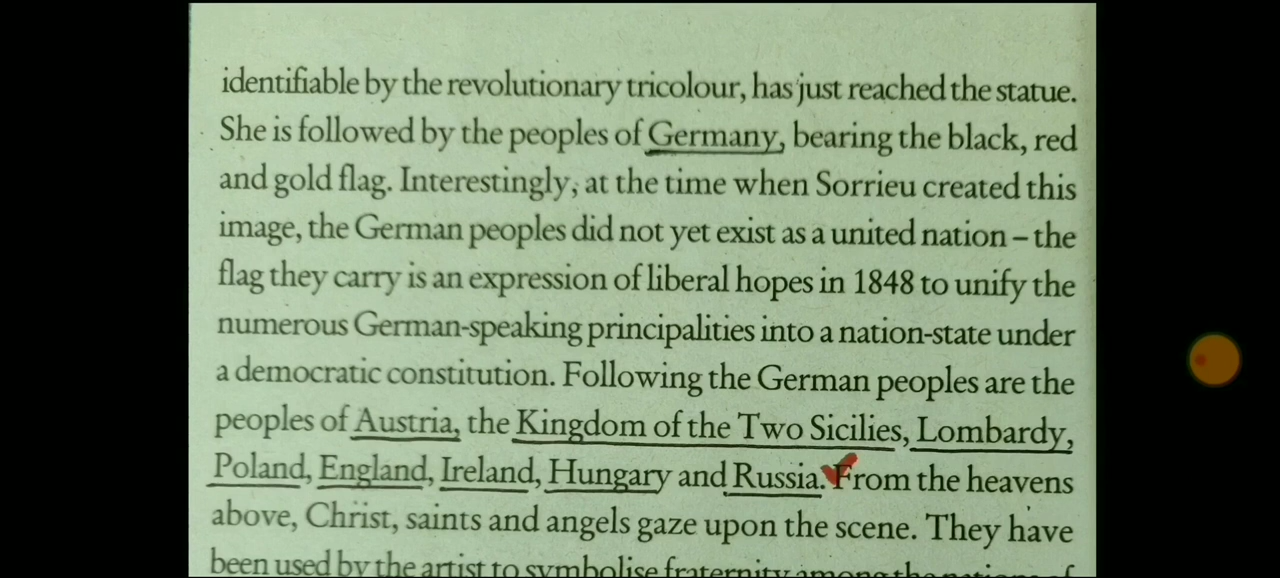 identifiable by the revolutionary tricolour, has just reached the statue.
She is followed by the peoples of Germany, bearing the black, red
and gold flag. Interestingly, at the time when Sorrieu created this
image, the German peoples did not yet exist as a united nation – the
flag they carry is an expression of liberal hopes in 1848 to unify the
numerous German-speaking principalities into a nation-state under
a democratic constitution. Following the German peoples are the
peoples of Austria, the Kingdom of the Two Sicilies, Lombardy,
Poland, England, Ireland, Hungary and Russia. From the heavens
above, Christ, saints and angels gaze upon the scene. They have
been used by the artist to symbolise fraternity among the nations of